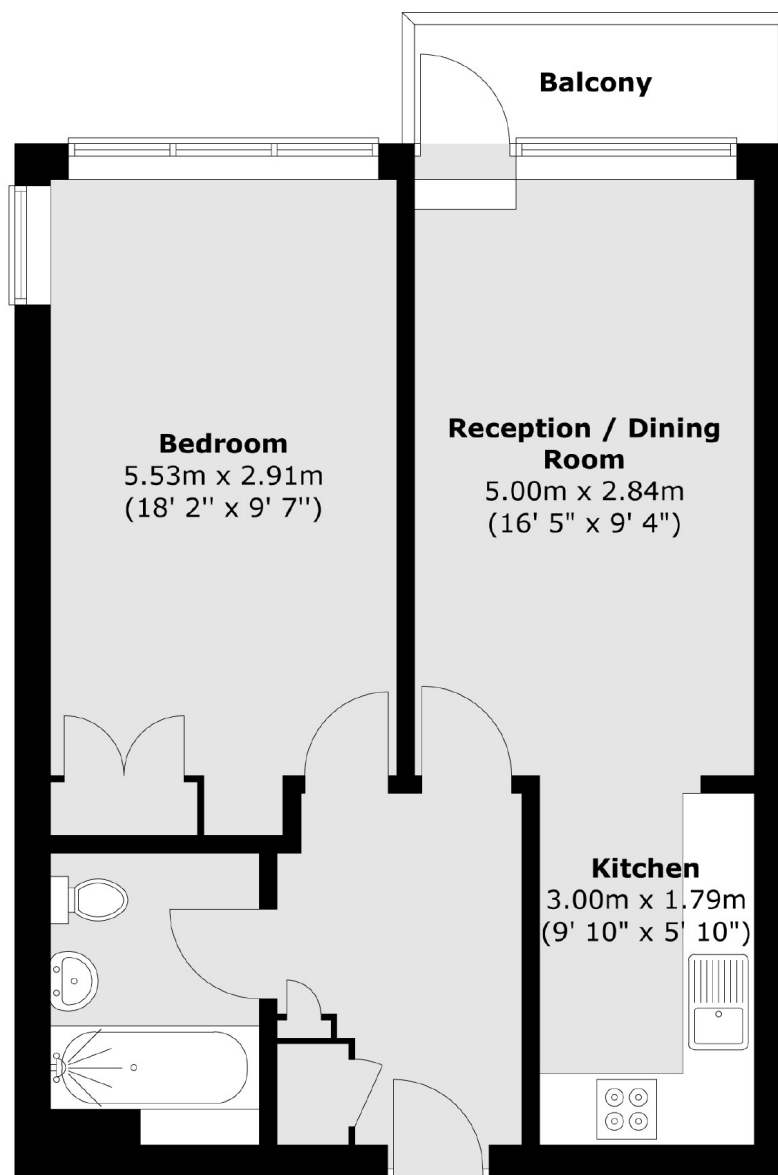 Balcony
Bedroom
5.53m x 2.91m
(18' 2'' x 9' 7'')
Reception / Dining
Room
5.00m x 2.84m
(16' 5" x 9' 4")
Kitchen
3.00m x 1.79m
(9' 10" x 5' 10")